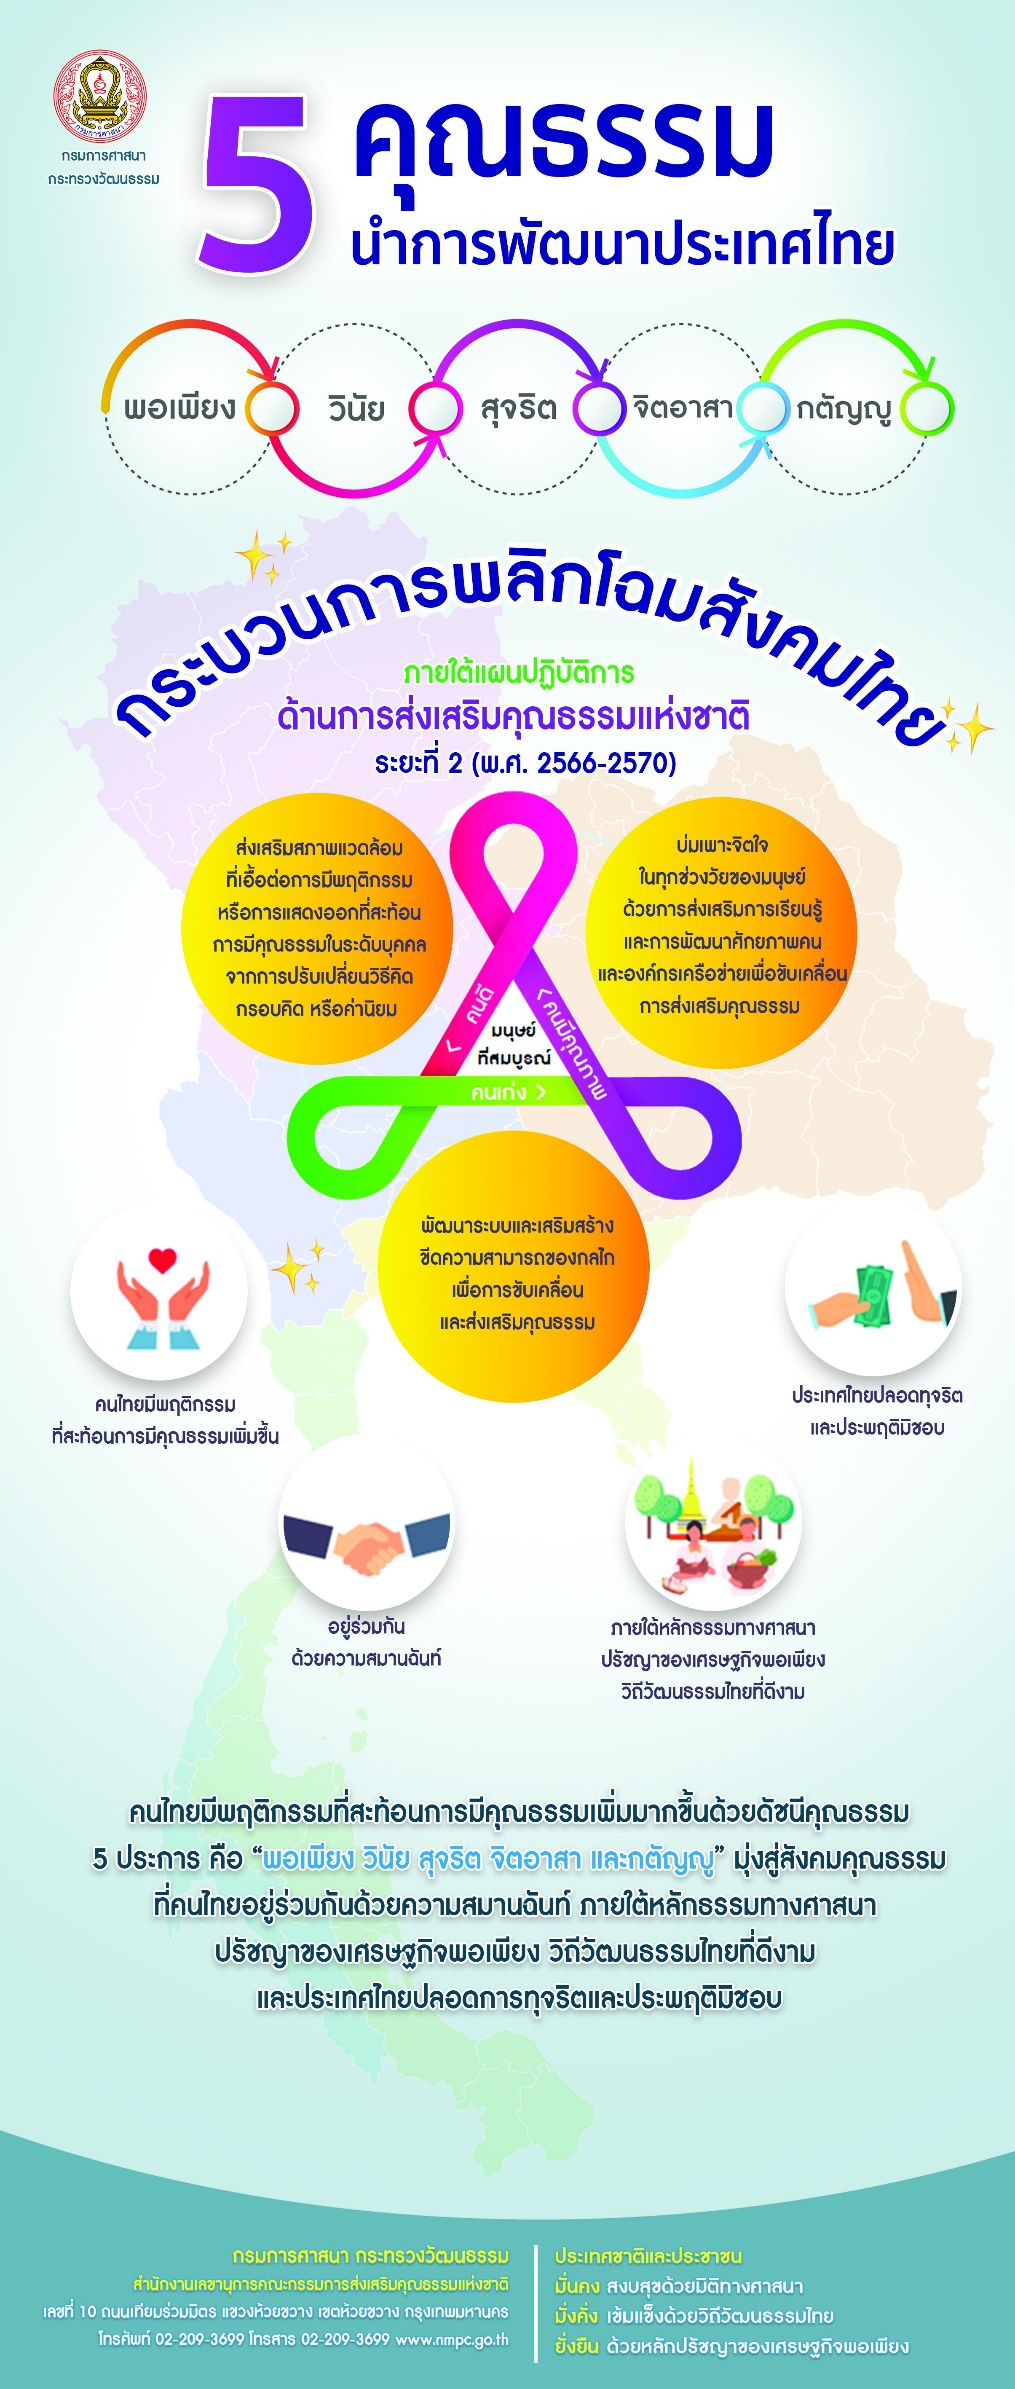 กรมการศาสนา
กรมการศาสนา
กระทรวงวัฒนธรรม
5 คุณธรรม
นำการพัฒนาประเทศไทย
พอเพียง วินัย สุจริต จิตอาสา กตัญญู
กระบวนการพลิกโฉมสังคมไทย
ภายใต้แผนปฏิบัติการ
ด้านการส่งเสริมคุณธรรมแห่งชาติ
ระยะที่ 2 (พ.ศ. 2566-2570)
ส่งเสริมสภาพแวดล้อม
ที่เอื้อต่อการมีพฤติกรรม
หรือการแสดงออกที่สะท้อน
การมีคุณธรรมในระดับบุคคล
จากการปรับเปลี่ยนวิธีคิด
กรอบคิด หรือค่านิยม
บ่มเพาะจิตใจ
ในทุกช่วงวัยของมนุษย์
ด้วยการส่งเสริมการเรียนรู้
และการพัฒนาศักยภาพคน
และองค์กรเครือข่ายเพื่อขับเคลื่อน
การส่งเสริมคุณธรรม
< คนดี
< คนมีคุณภาพ
มนุษย์
ที่สมบูรณ์
คนเก่ง >
พัฒนาระบบและเสริมสร้าง
ขีดความสามารถของกลไก
เพื่อการขับเคลื่อน
และส่งเสริมคุณธรรม
คนไทยมีพฤติกรรม
ที่สะท้อนการมีคุณธรรมเพิ่มขึ้น
ประเทศไทยปลอดทุจริต
และประพฤติมิชอบ
อยู่ร่วมกัน
ด้วยความสมานฉันท์
ภายใต้หลักธรรมทางศาสนา
ปรัชญาของเศรษฐกิจพอเพียง
วิถีวัฒนธรรมไทยที่ดีงาม
คนไทยมีพฤติกรรมที่สะท้อนการมีคุณธรรมเพิ่มมากขึ้นด้วยดัชนีคุณธรรม
5 ประการ คือ “พอเพียง วินัย สุจริต จิตอาสา และกตัญญู” มุ่งสู่สังคมคุณธรรม
ที่คนไทยอยู่ร่วมกันด้วยความสมานฉันท์ ภายใต้หลักธรรมทางศาสนา
ปรัชญาของเศรษฐกิจพอเพียง วิถีวัฒนธรรมไทยที่ดีงาม
และประเทศไทยปลอดการทุจริตและประพฤติมิชอบ
กรมการศาสนา กระทรวงวัฒนธรรม
สำนักงานเลขานุการคณะกรรมการส่งเสริมคุณธรรมแห่งชาติ
เลขที่ 10 ถนนเทียมร่วมมิตร แขวงห้วยขวาง เขตห้วยขวาง กรุงเทพมหานคร
โทรศัพท์ 02-209-3699 โทรสาร 02-209-3699 www.nmpc.go.th
ประเทศชาติและประชาชน
มั่นคง สงบสุขด้วยมิติทางศาสนา
มั่งคั่ง เข้มแข็งด้วยวิถีวัฒนธรรมไทย
ยั่งยืน ด้วยหลักปรัชญาของเศรษฐกิจพอเพียง